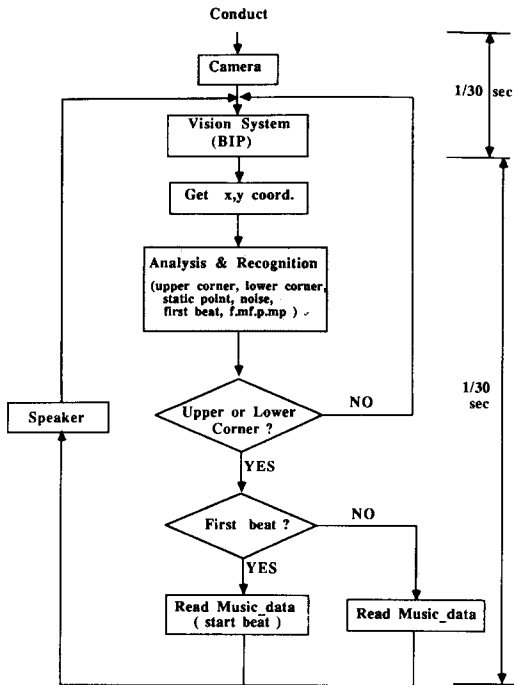 Conduct
Camera
1/30 sec
Vision System
(BIP)
Get x,y coord.
Analysis & Recognition
(upper corner, lower corner,
static point, noise,
first beat, f.mf.p.mp )
1/30
sec
Speaker
Upper or Lower
Corner ?
NO
YES
First beat ?
NO
YES
Read Music_data
( start beat )
Read Music_data